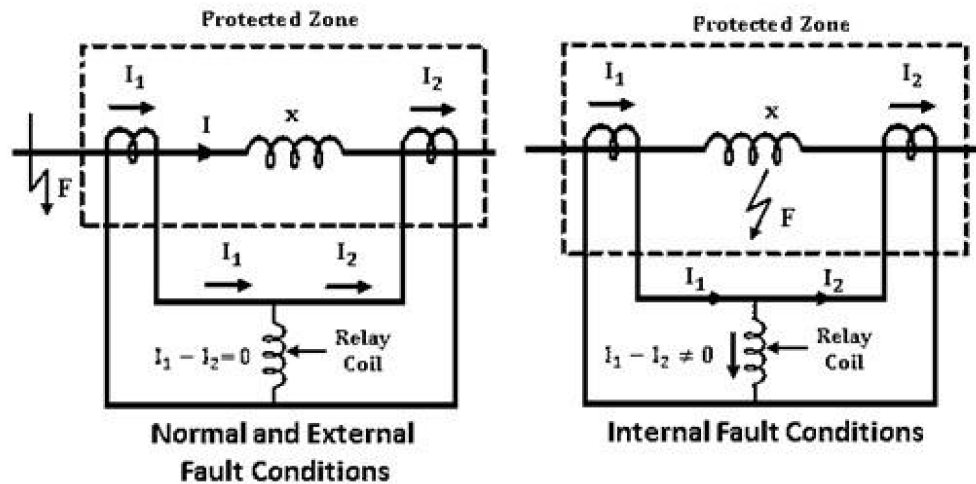 Protected Zone
I₁
I₂
I
x
F
I₁
I₂
I₁ − I₂ = 0
Relay
Coil
Normal and External
Fault Conditions
Protected Zone
I₁
I₂
x
F
I₁
I₂
I₁ − I₂ ≠ 0
Relay
Coil
Internal Fault Conditions